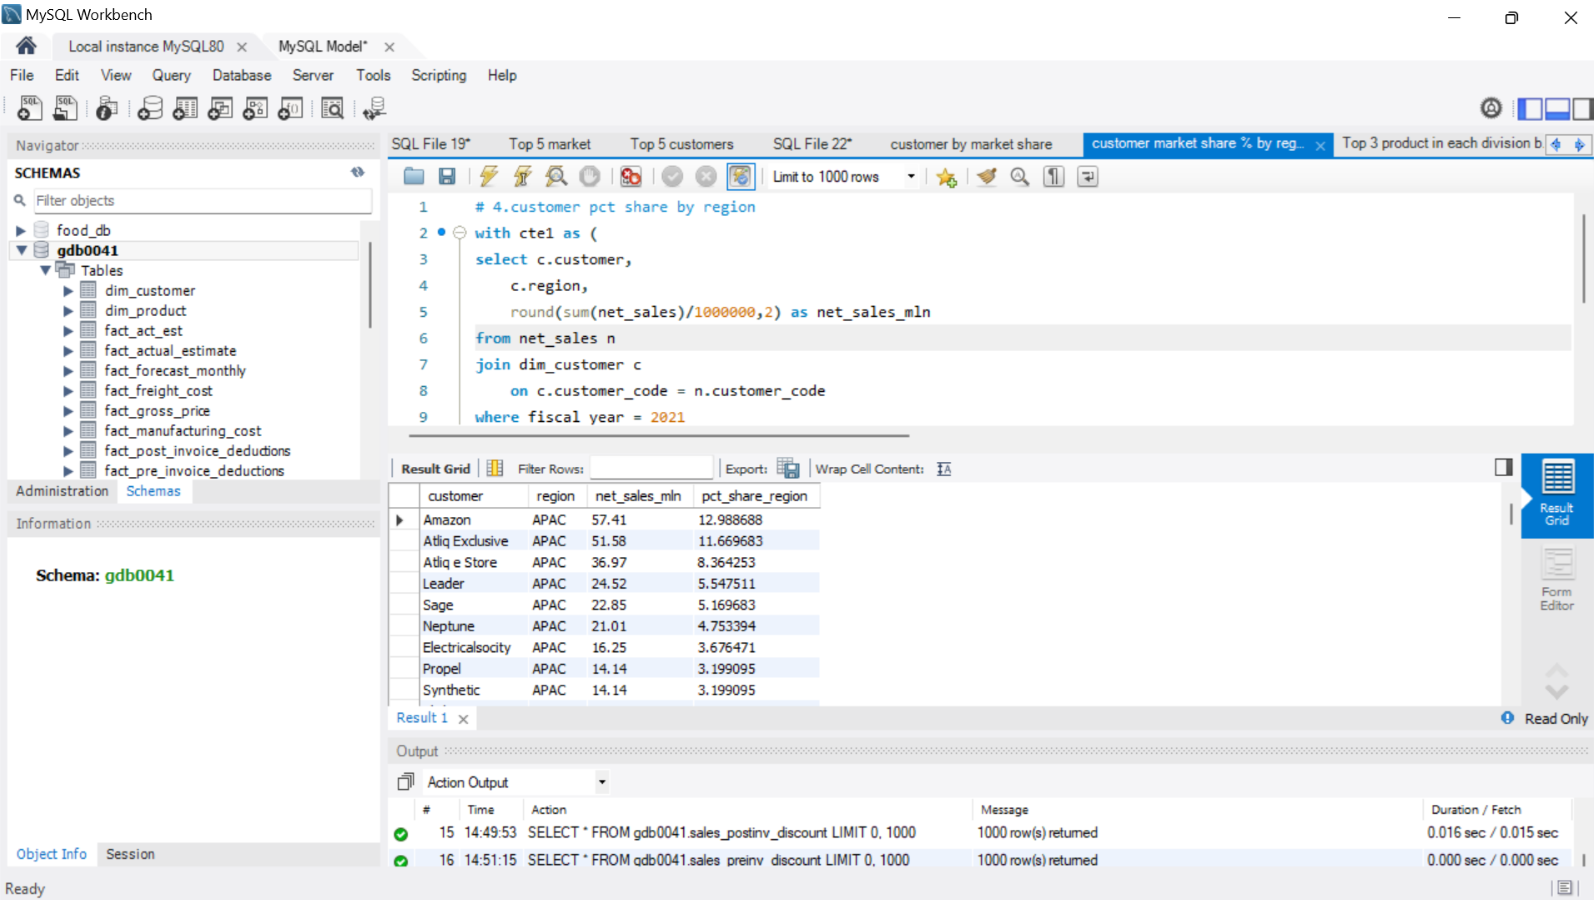 MySQL Workbench
Local instance MySQL80
MySQL Model*
File Edit View Query Database Server Tools Scripting Help
Navigator
SCHEMAS
Filter objects
food_db
gdb0041
Tables
dim_customer
dim_product
fact_act_est
fact_actual_estimate
fact_forecast_monthly
fact_freight_cost
fact_gross_price
fact_manufacturing_cost
fact_post_invoice_deductions
fact_pre_invoice_deductions
Administration Schemas
Information
Schema: gdb0041
Object Info Session
SQL File 19* Top 5 market Top 5 customers SQL File 22* customer by market share customer market share % by reg... Top 3 product in each division b
Limit to 1000 rows
1 # 4.customer pct share by region
2 with cte1 as (
3 select c.customer,
4 c.region,
5 round(sum(net_sales)/1000000,2) as net_sales_mln
6 from net_sales n
7 join dim_customer c
8 on c.customer_code = n.customer_code
9 where fiscal_year = 2021
Result Grid Filter Rows: Export: Wrap Cell Content:
customer region net_sales_mln pct_share_region
Amazon APAC 57.41 12.988688
Atliq Exclusive APAC 51.58 11.669683
Atliq e Store APAC 36.97 8.364253
Leader APAC 24.52 5.547511
Sage APAC 22.85 5.169683
Neptune APAC 21.01 4.753394
Electricalsocity APAC 16.25 3.676471
Propel APAC 14.14 3.199095
Synthetic APAC 14.14 3.199095
Result Grid
Form Editor
Result 1
Read Only
Output
Action Output
# Time Action Message Duration / Fetch
15 14:49:53 SELECT * FROM gdb0041.sales_postinv_discount LIMIT 0, 1000 1000 row(s) returned 0.016 sec / 0.015 sec
16 14:51:15 SELECT * FROM gdb0041.sales_preinv_discount LIMIT 0, 1000 1000 row(s) returned 0.000 sec / 0.000 sec
Ready